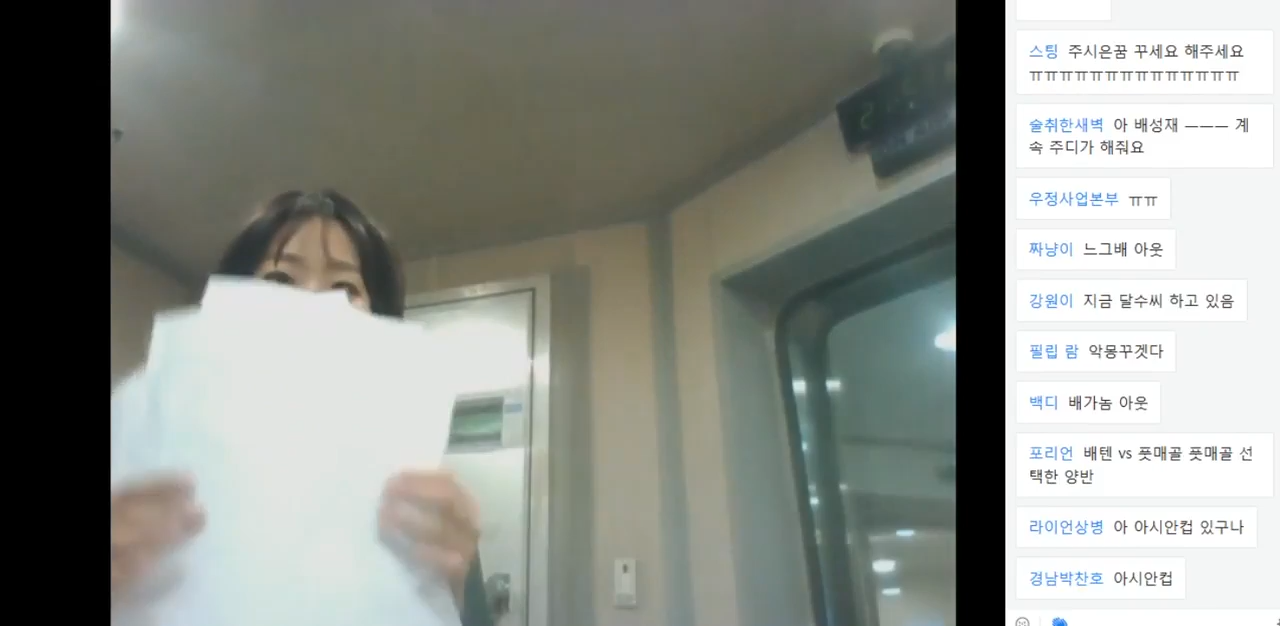 스팅 주시은꿈 꾸세요 해주세요
ㅠㅠㅠㅠㅠㅠㅠㅠㅠㅠㅠㅠㅠㅠ
술취한새벽 아 배성재 ㅡㅡㅡ 계
속 주디가 해줘요
우정사업본부 ㅠㅠ
짜냥이 느그배 아웃
강원이 지금 달수씨 하고 있음
필립 람 악몽꾸겟다
백디 배가놈 아웃
포리언 배텐 vs 풋매골 풋매골 선
택한 양반
라이언상병 아 아시안컵 있구나
경남박찬호 아시안컵